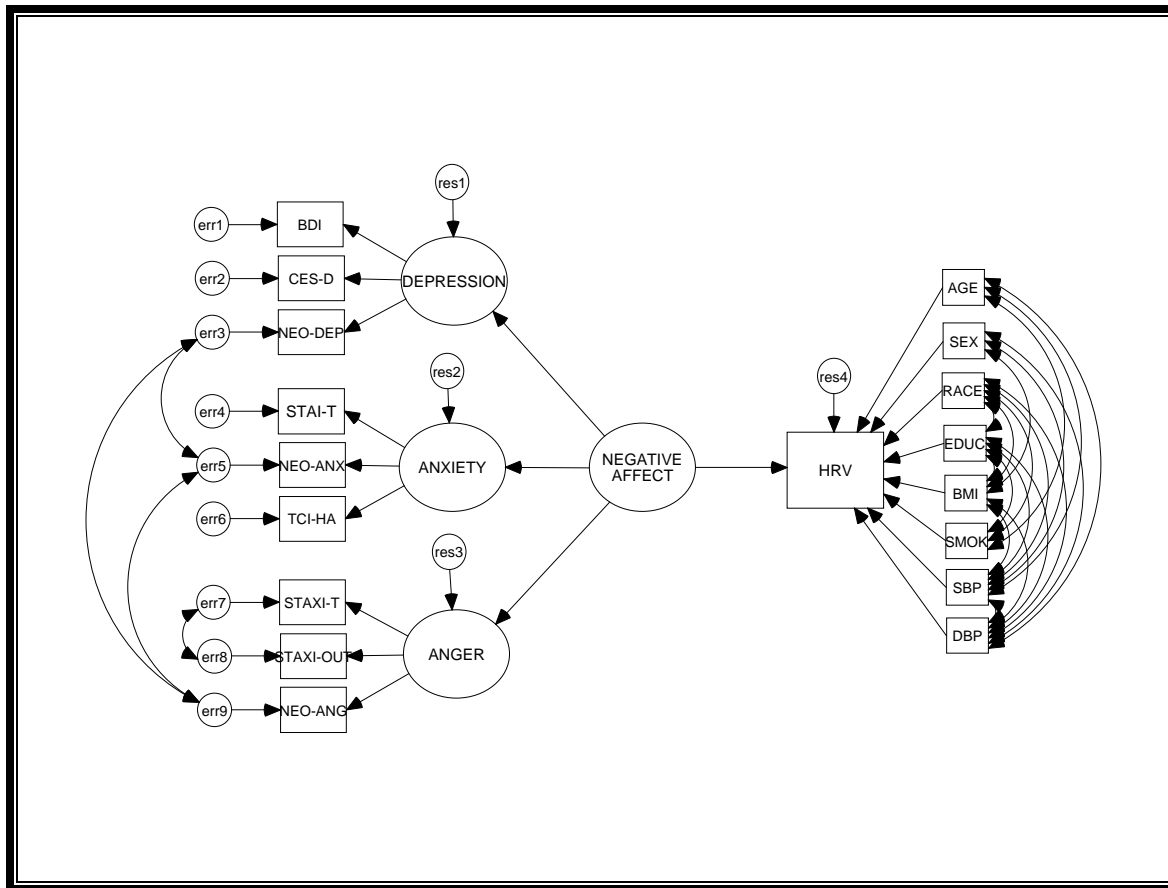 res1
err1
BDI
err2
CES-D
DEPRESSION
err3
NEO-DEP
res2
err4
STAI-T
err5
NEO-ANX
ANXIETY
err6
TCI-HA
res3
err7
STAXI-T
err8
STAXI-OUT
ANGER
err9
NEO-ANG
NEGATIVE
AFFECT
res4
HRV
AGE
SEX
RACE
EDUC
BMI
SMOK
SBP
DBP